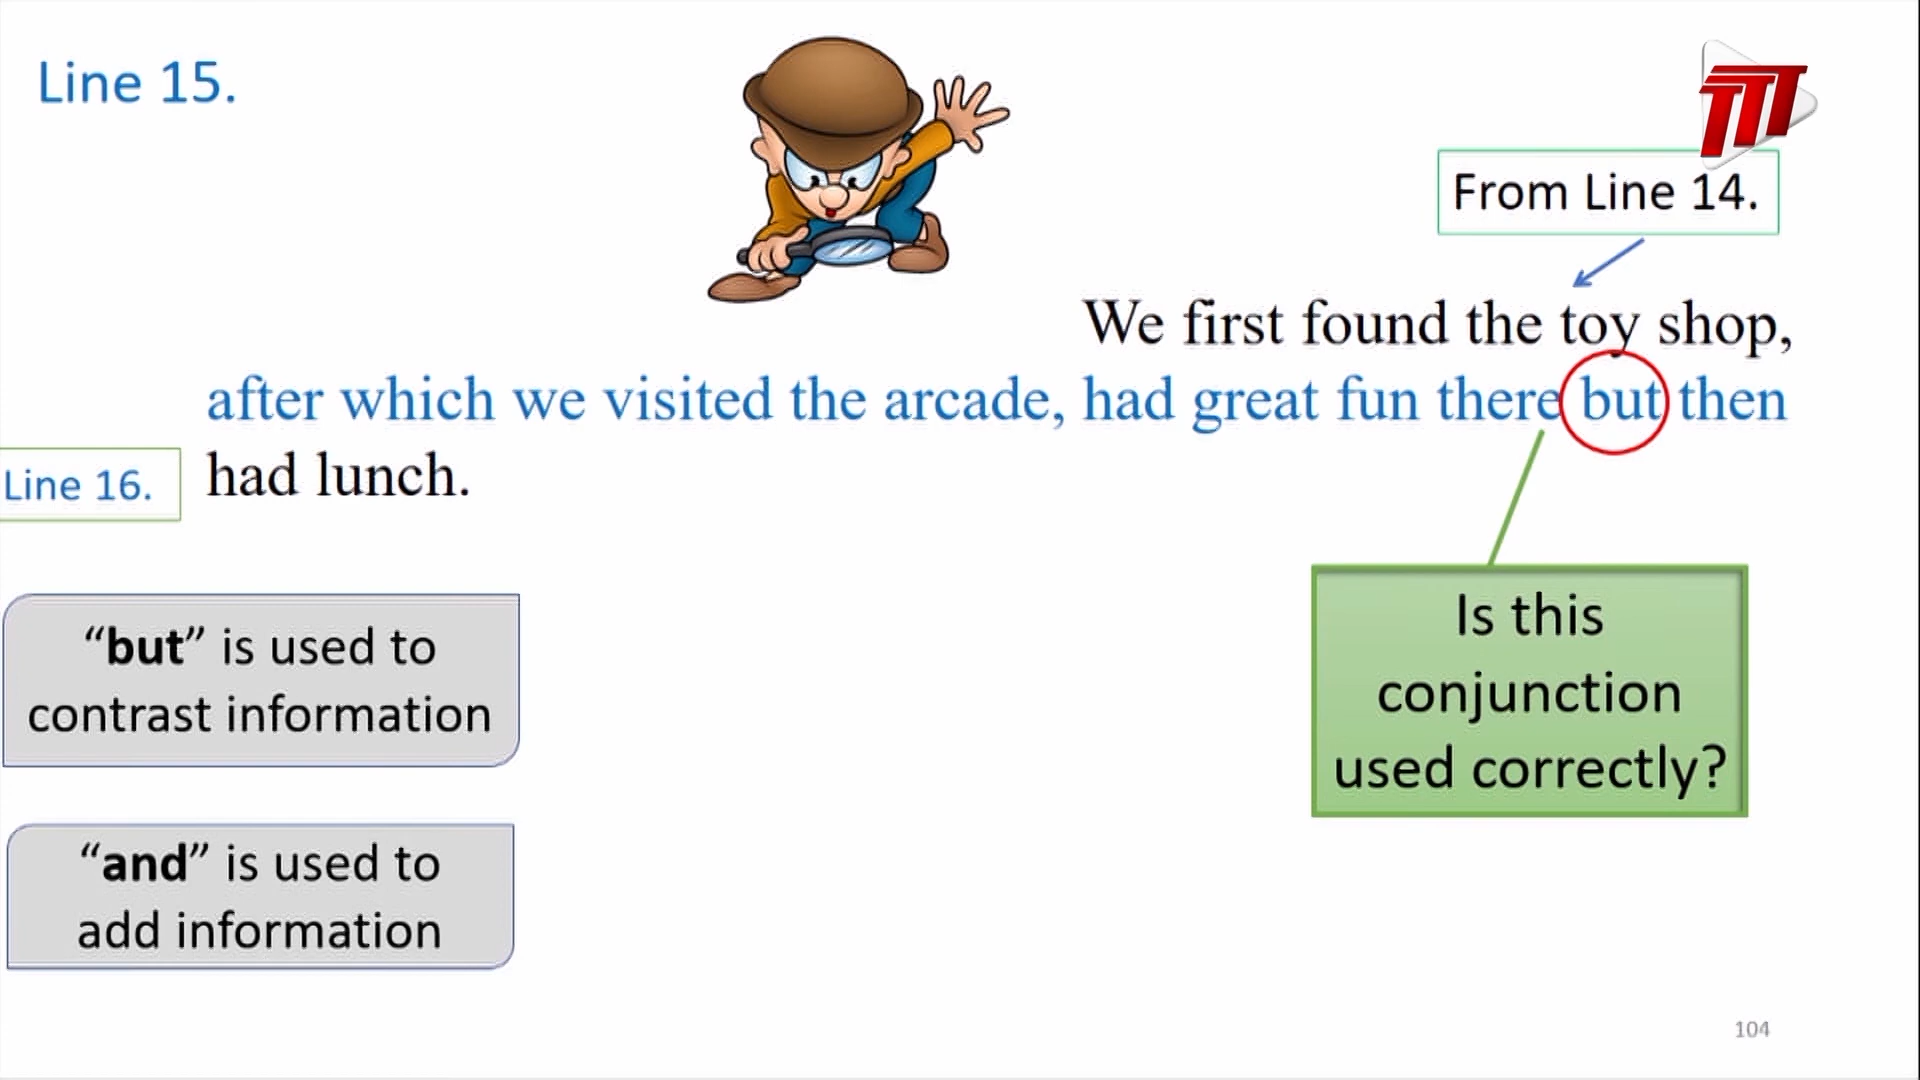 Line 15.
TTT
From Line 14.
We first found the toy shop,
after which we visited the arcade, had great fun there but then
Line 16.
had lunch.
“but” is used to
contrast information
“and” is used to
add information
Is this
conjunction
used correctly?
104